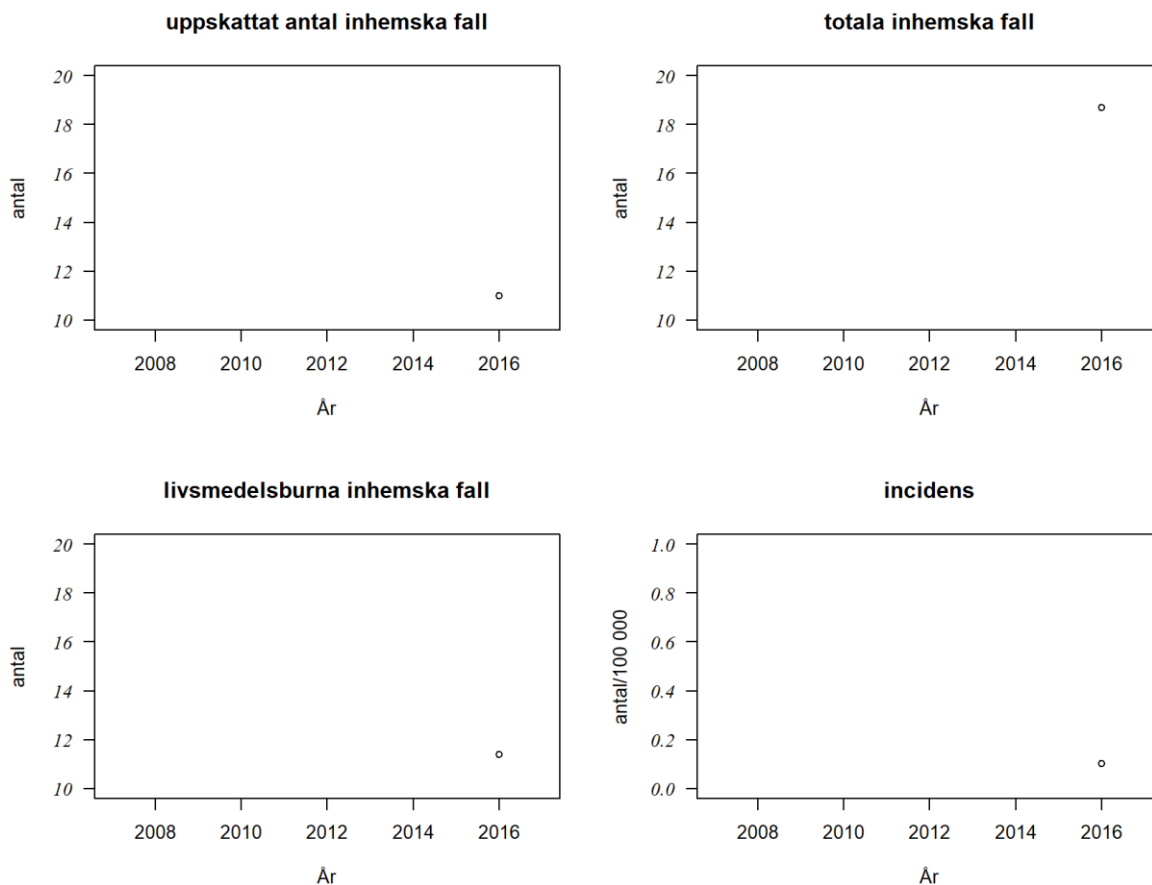 uppskattat antal inhemska fall
20
18
16
14
12
10
antal
2008 2010 2012 2014 2016
År
totala inhemska fall
20
18
16
14
12
10
antal
2008 2010 2012 2014 2016
År
livsmedelsburna inhemska fall
20
18
16
14
12
10
antal
2008 2010 2012 2014 2016
År
incidens
1.0
0.8
0.6
0.4
0.2
0.0
antal/100 000
2008 2010 2012 2014 2016
År